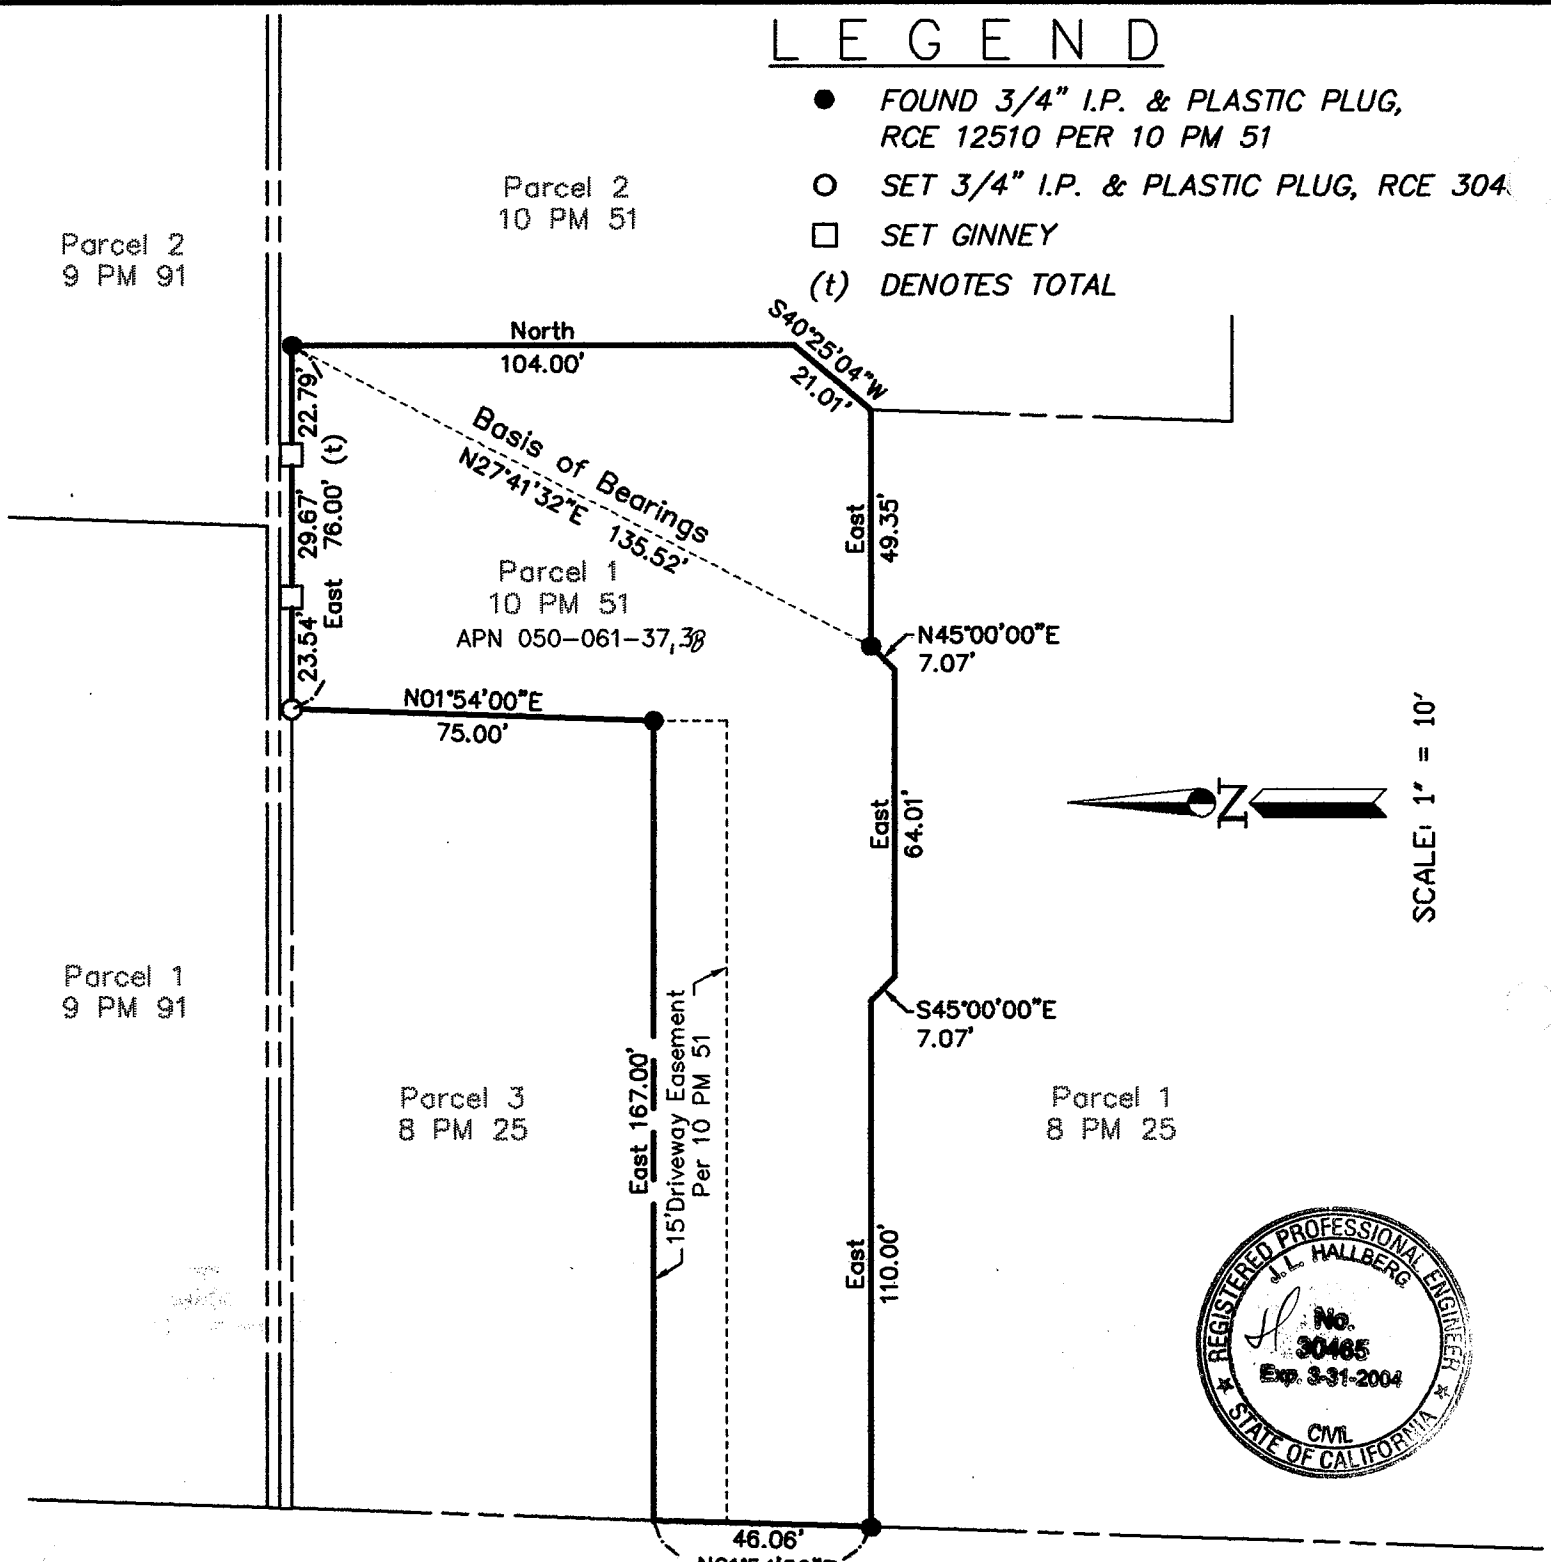 LEGEND
FOUND 3/4" I.P. & PLASTIC PLUG,
RCE 12510 PER 10 PM 51
SET 3/4" I.P. & PLASTIC PLUG, RCE
SET GINNEY
(t) DENOTES TOTAL
Parcel 2
10 PM 51
Parcel 2
9 PM 91
North
104.00'
S40°25'04"W
21.01'
22.79'
29.67'
23.54'
East 76.00' (t)
Basis of Bearings
N27°41'32"E 135.52'
East
49.35'
Parcel 1
10 PM 51
APN 050-061-37,38
N45°00'00"E
7.07'
N01°54'00"E
75.00'
East
64.01'
N
SCALE: 1" = 10'
Parcel 1
9 PM 91
S45°00'00"E
7.07'
Parcel 3
8 PM 25
East 167.00'
15' Driveway Easement
Per 10 PM 51
Parcel 1
8 PM 25
East
110.00'
REGISTERED PROFESSIONAL ENGINEER
J.L. HALLBERG
No.
30465
Exp. 3-31-2004
CIVIL
STATE OF CALIFORNIA
46.06'